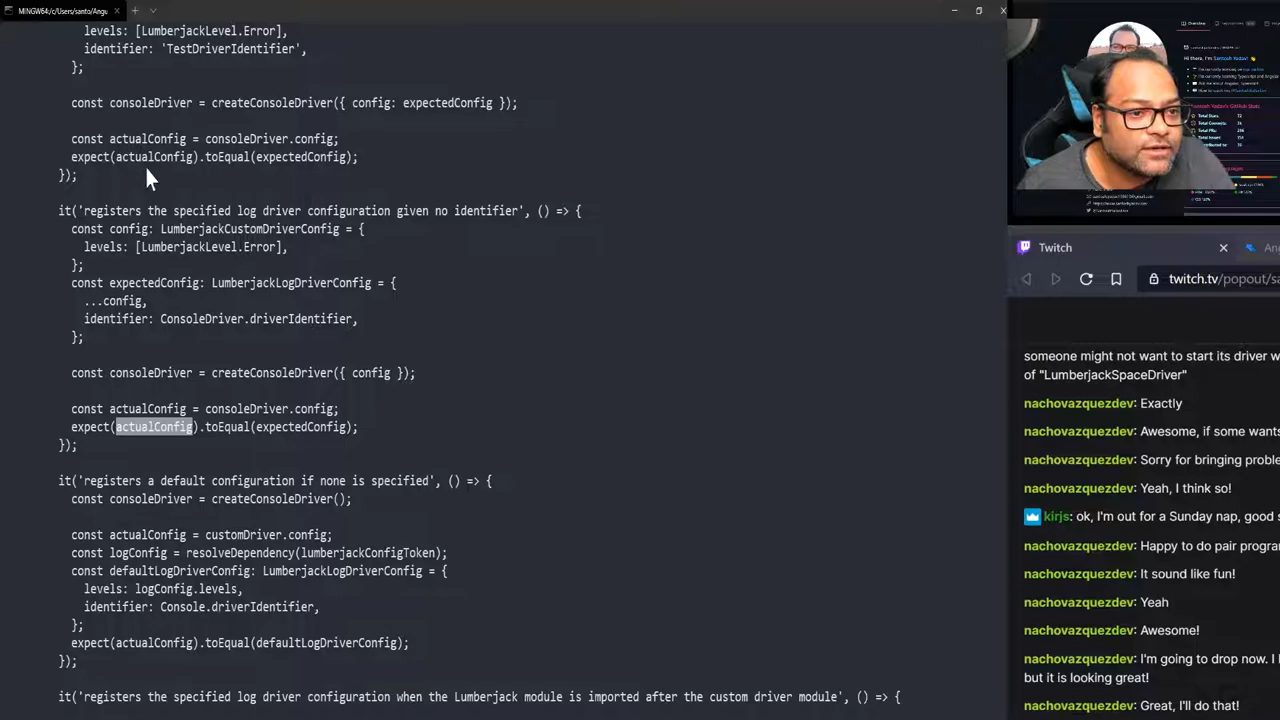 MINGW64:/c/Users/santo/Angu
levels: [LumberjackLevel.Error],
identifier: 'TestDriverIdentifier',
};
const consoleDriver = createConsoleDriver({ config: expectedConfig });
const actualConfig = consoleDriver.config;
expect(actualConfig).toEqual(expectedConfig);
});
it('registers the specified log driver configuration given no identifier', () => {
const config: LumberjackCustomDriverConfig = {
levels: [LumberjackLevel.Error],
};
const expectedConfig: LumberjackLogDriverConfig = {
...config,
identifier: ConsoleDriver.driverIdentifier,
};
const consoleDriver = createConsoleDriver({ config });
const actualConfig = consoleDriver.config;
expect(actualConfig).toEqual(expectedConfig);
});
it('registers a default configuration if none is specified', () => {
const consoleDriver = createConsoleDriver();
const actualConfig = customDriver.config;
const logConfig = resolveDependency(lumberjackConfigToken);
const defaultLogDriverConfig: LumberjackLogDriverConfig = {
levels: logConfig.levels,
identifier: Console.driverIdentifier,
};
expect(actualConfig).toEqual(defaultLogDriverConfig);
});
it('registers the specified log driver configuration when the Lumberjack module is imported after the custom driver module', () => {
Hi there, I'm Santosh Yadav!
Twitch
An
twitch.tv/popout/sa
someone might not want to start its driver w
of "LumberjackSpaceDriver"
nachovazquezdev: Exactly
nachovazquezdev: Awesome, if some wants
nachovazquezdev: Sorry for bringing proble
nachovazquezdev: Yeah, I think so!
kirjs: ok, I'm out for a Sunday nap, good s
nachovazquezdev: Happy to do pair progra
nachovazquezdev: It sound like fun!
nachovazquezdev: Yeah
nachovazquezdev: Awesome!
nachovazquezdev: I'm going to drop now. I
but it is looking great!
nachovazquezdev: Great, I'll do that!